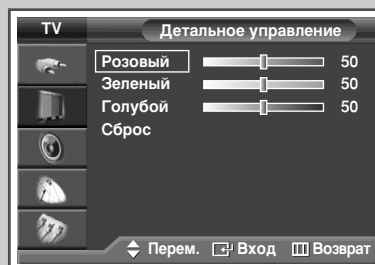 TV
Детальное управление
Розовый 50
Зеленый 50
Голубой 50
Сброс
Перем. Вход Возврат